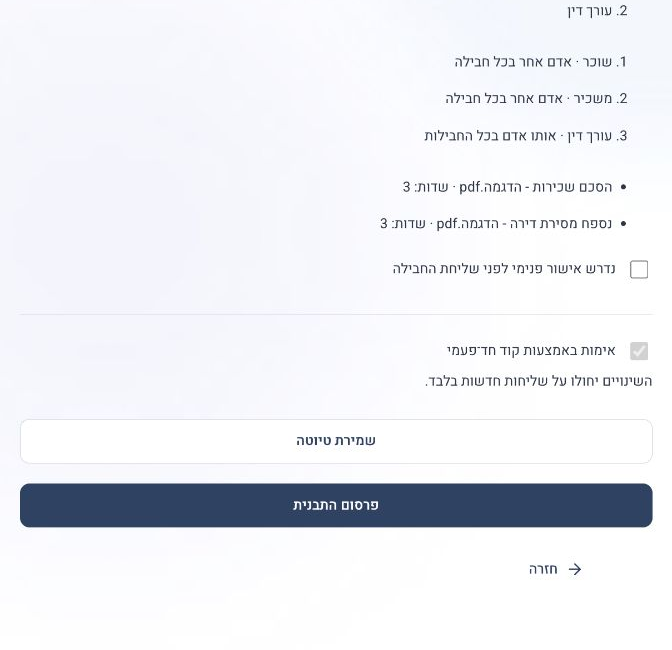 2. עורך דין
1. שוכר · אדם אחר בכל חבילה
2. משכיר · אדם אחר בכל חבילה
3. עורך דין · אותו אדם בכל החבילות
• הסכם שכירות - הדגמה.pdf · שדות: 3
• נספח מסירת דירה - הדגמה.pdf · שדות: 3
נדרש אישור פנימי לפני שליחת החבילה
אימות באמצעות קוד חד־פעמי
השינויים יחולו על שליחות חדשות בלבד.
שמירת טיוטה
פרסום התבנית
חזרה